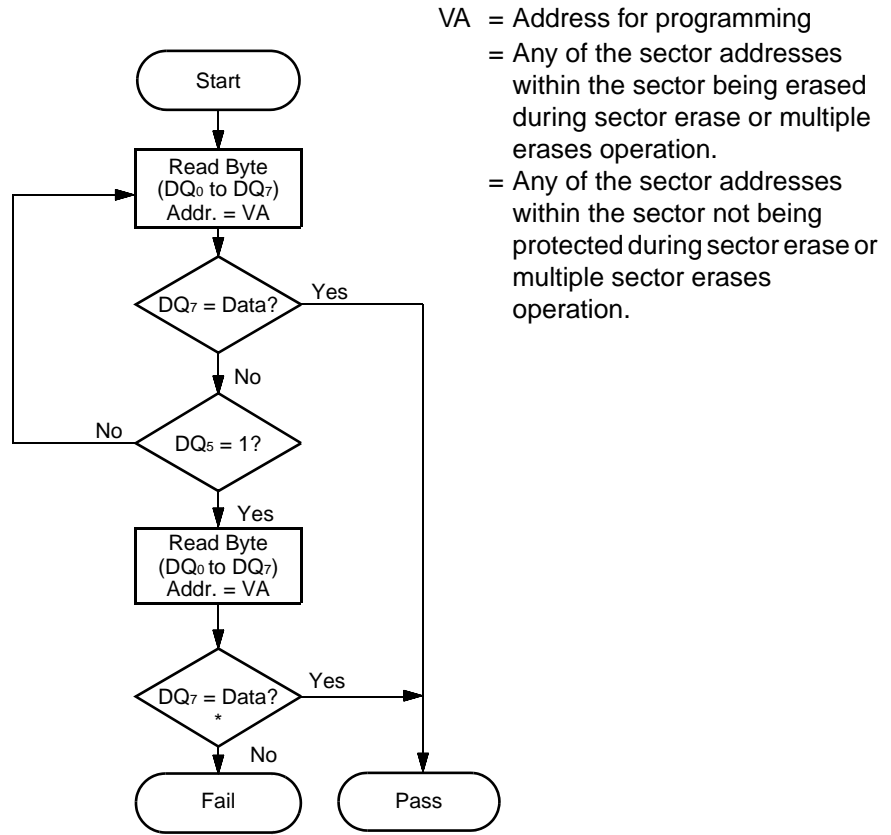 VA = Address for programming
= Any of the sector addresses
within the sector being erased
during sector erase or multiple
erases operation.
= Any of the sector addresses
within the sector not being
protected during sector erase or
multiple sector erases
operation.
Start
Read Byte
(DQ0 to DQ7)
Addr. = VA
DQ7 = Data?
Yes
No
DQ5 = 1?
No
Yes
Read Byte
(DQ0 to DQ7)
Addr. = VA
DQ7 = Data?
*
Yes
No
Fail
Pass